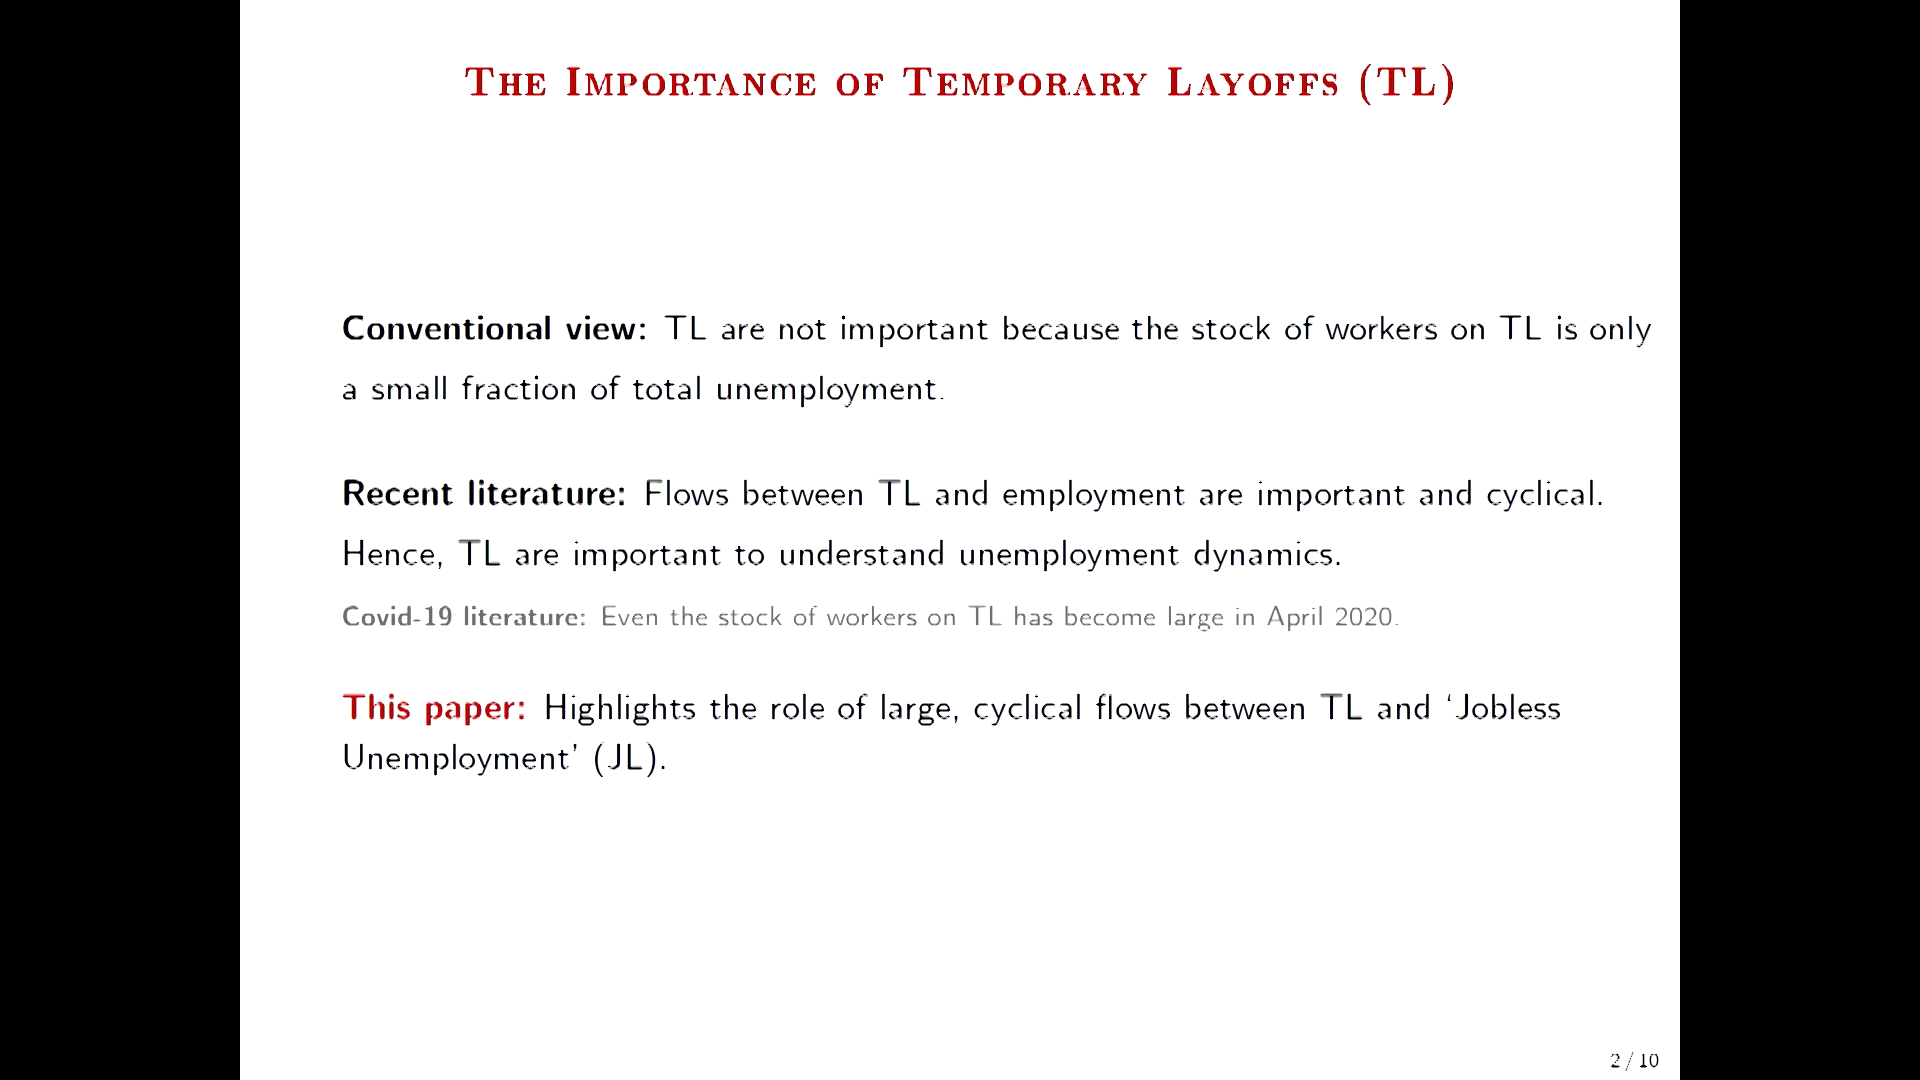 The Importance of Temporary Layoffs (TL)
Conventional view: TL are not important because the stock of workers on TL is only
a small fraction of total unemployment.
Recent literature: Flows between TL and employment are important and cyclical.
Hence, TL are important to understand unemployment dynamics.
Covid-19 literature: Even the stock of workers on TL has become large in April 2020.
This paper: Highlights the role of large, cyclical flows between TL and ‘Jobless
Unemployment’ (JL).
2 / 10